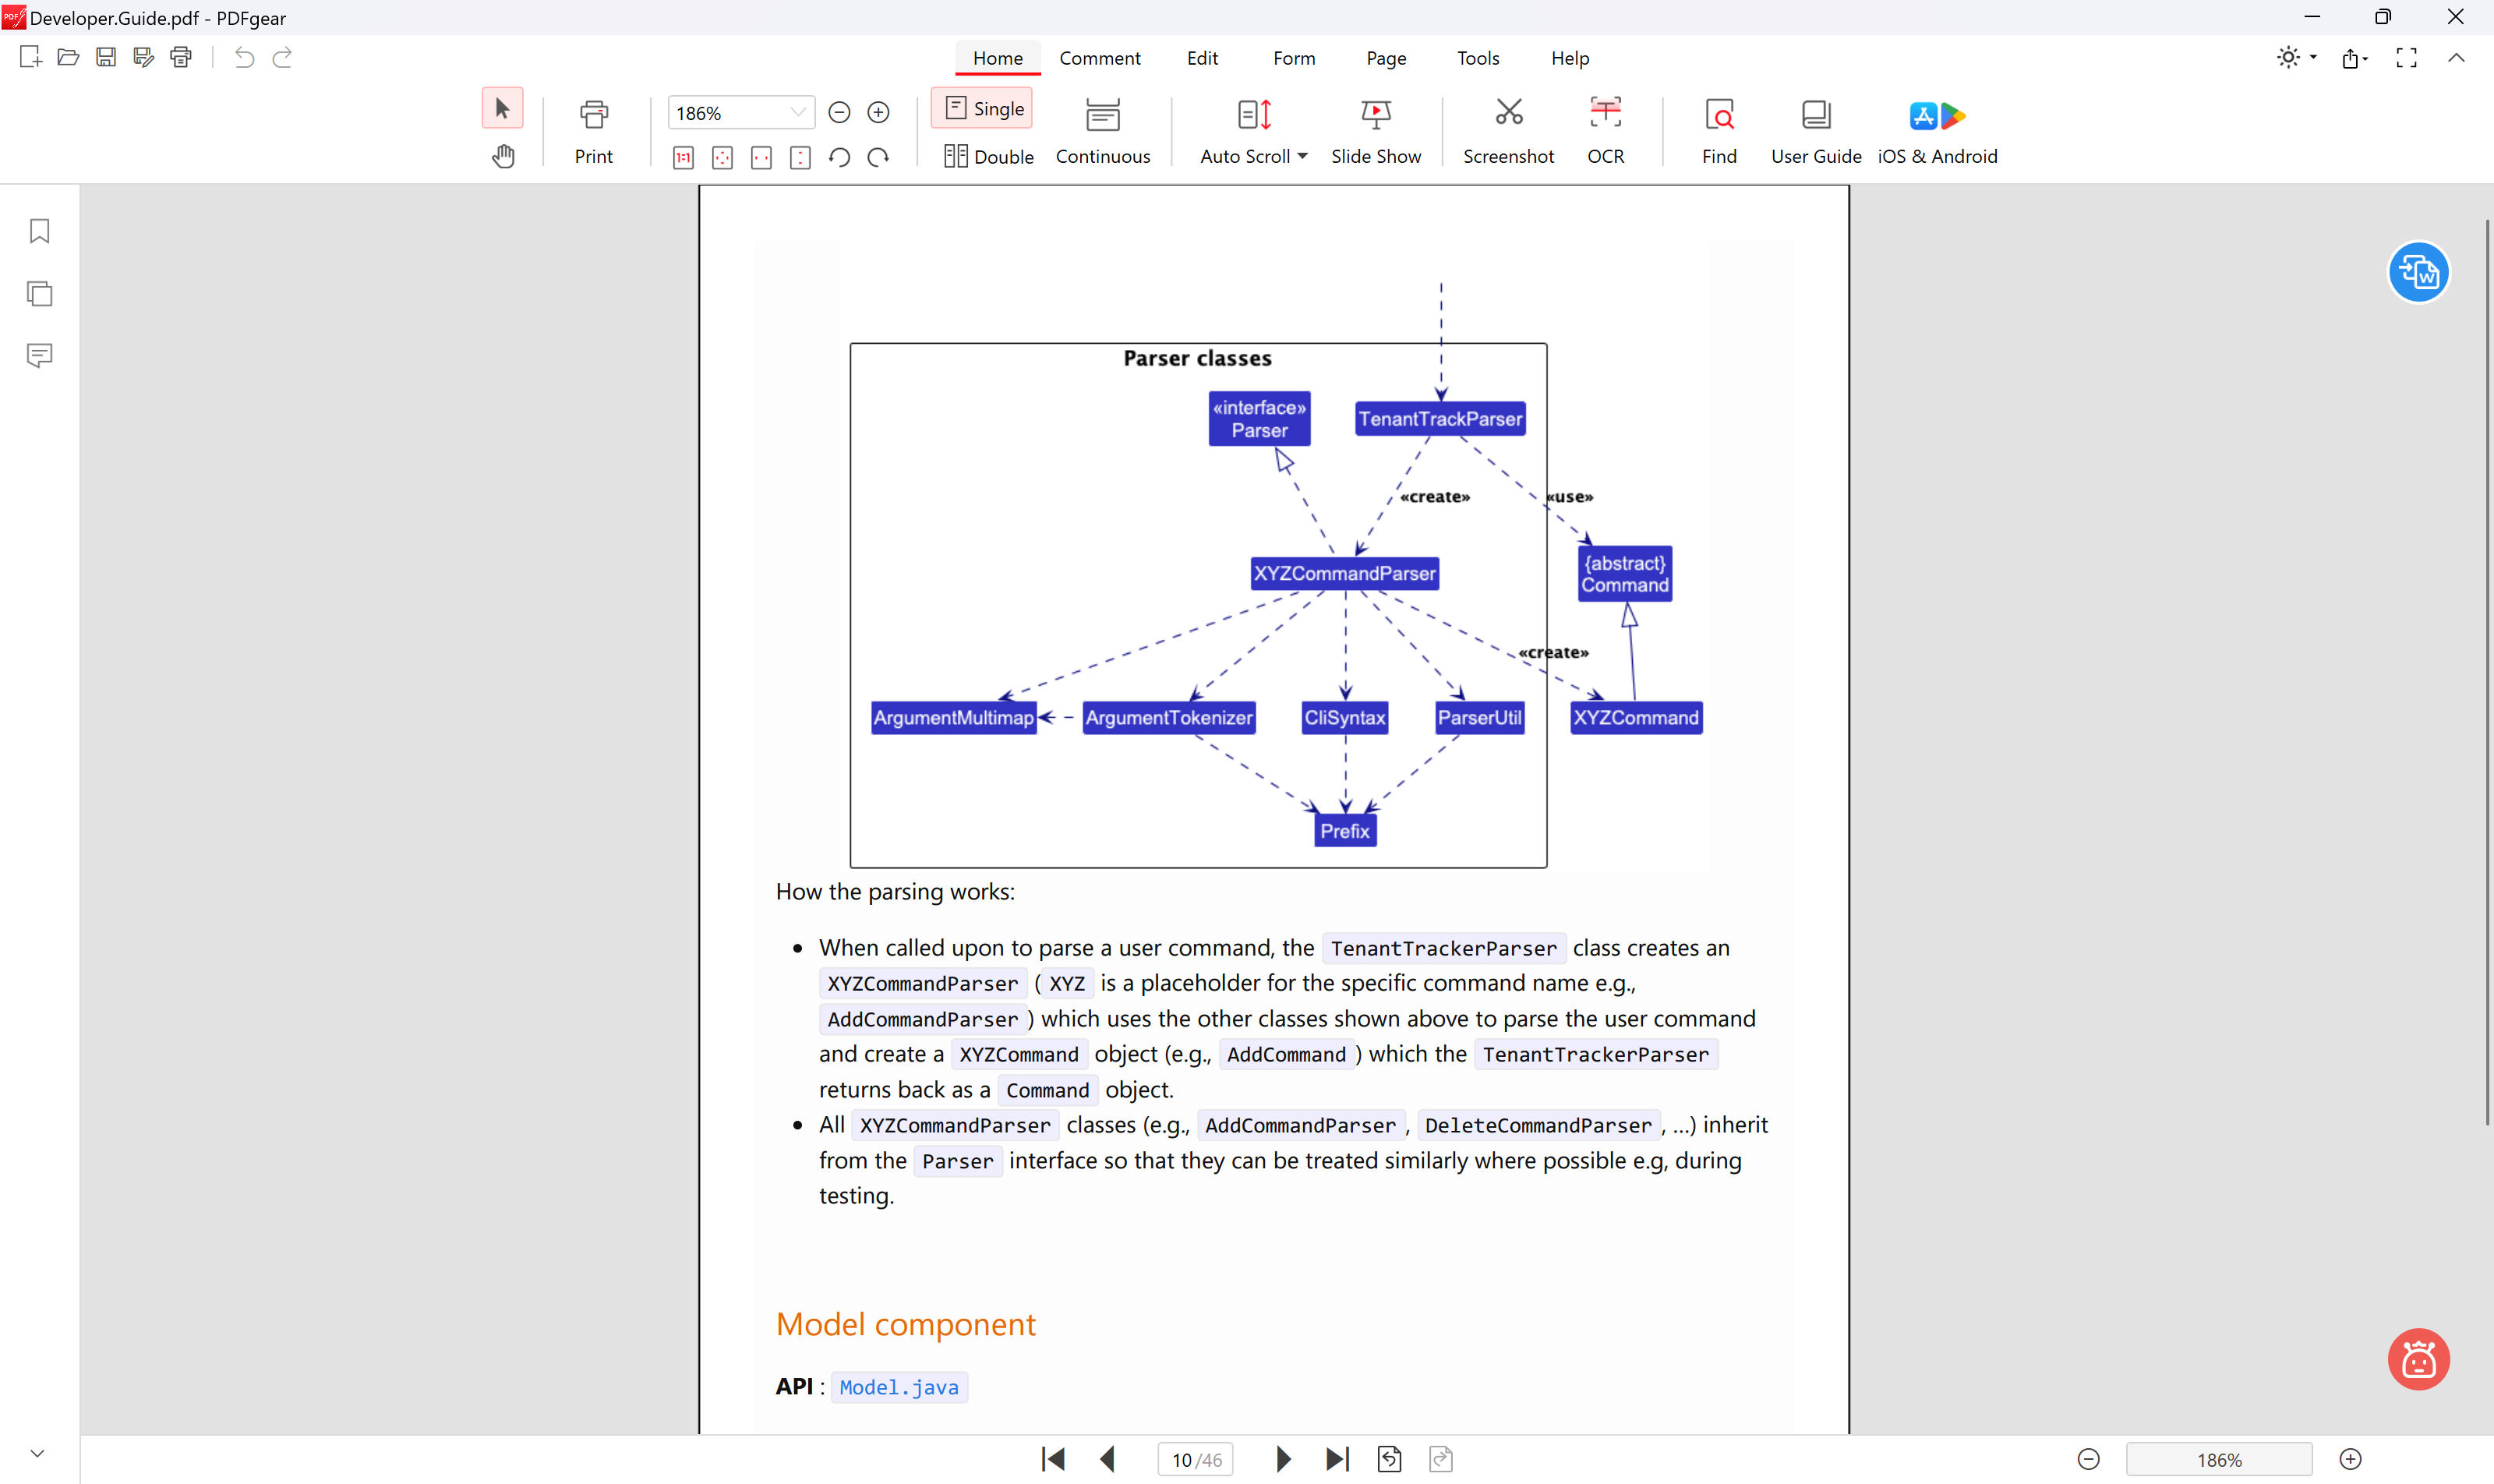 Developer.Guide.pdf - PDFgear
Home Comment Edit Form Page Tools Help
186% Single
Print Double Continuous Auto Scroll Slide Show Screenshot OCR Find User Guide iOS & Android
Parser classes
«interface»
Parser
TenantTrackParser
«create» «use»
XYZCommandParser
{abstract}
Command
«create»
ArgumentMultimap ArgumentTokenizer CliSyntax ParserUtil XYZCommand
Prefix
How the parsing works:
• When called upon to parse a user command, the TenantTrackerParser class creates an
XYZCommandParser ( XYZ is a placeholder for the specific command name e.g.,
AddCommandParser ) which uses the other classes shown above to parse the user command
and create a XYZCommand object (e.g., AddCommand ) which the TenantTrackerParser
returns back as a Command object.
• All XYZCommandParser classes (e.g., AddCommandParser , DeleteCommandParser , ...) inherit
from the Parser interface so that they can be treated similarly where possible e.g, during
testing.
Model component
API : Model.java
10 /46 186%